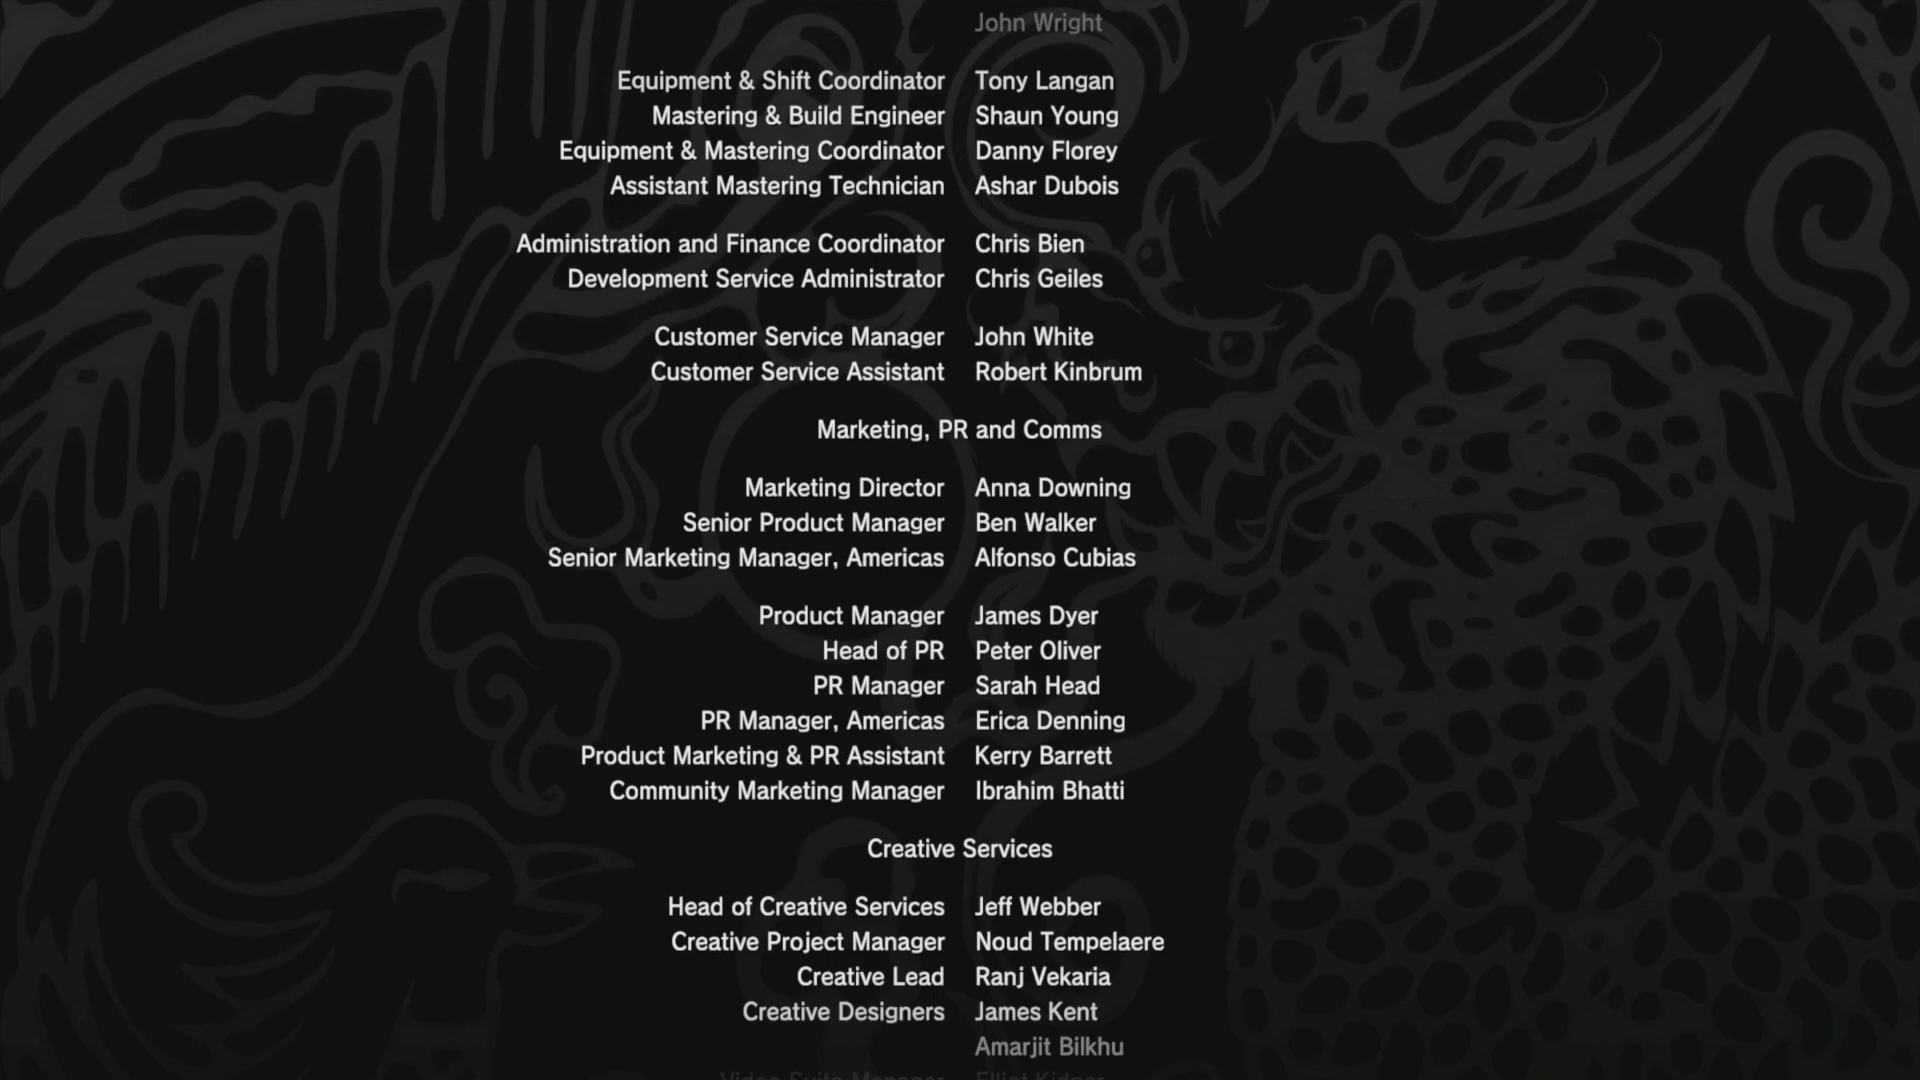 John Wright
Equipment & Shift Coordinator Tony Langan
Mastering & Build Engineer Shaun Young
Equipment & Mastering Coordinator Danny Florey
Assistant Mastering Technician Ashar Dubois
Administration and Finance Coordinator Chris Bien
Development Service Administrator Chris Geiles
Customer Service Manager John White
Customer Service Assistant Robert Kinbrum
Marketing, PR and Comms
Marketing Director Anna Downing
Senior Product Manager Ben Walker
Senior Marketing Manager, Americas Alfonso Cubias
Product Manager James Dyer
Head of PR Peter Oliver
PR Manager Sarah Head
PR Manager, Americas Erica Denning
Product Marketing & PR Assistant Kerry Barrett
Community Marketing Manager Ibrahim Bhatti
Creative Services
Head of Creative Services Jeff Webber
Creative Project Manager Noud Tempelaere
Creative Lead Ranj Vekaria
Creative Designers James Kent
Amarjit Bilkhu